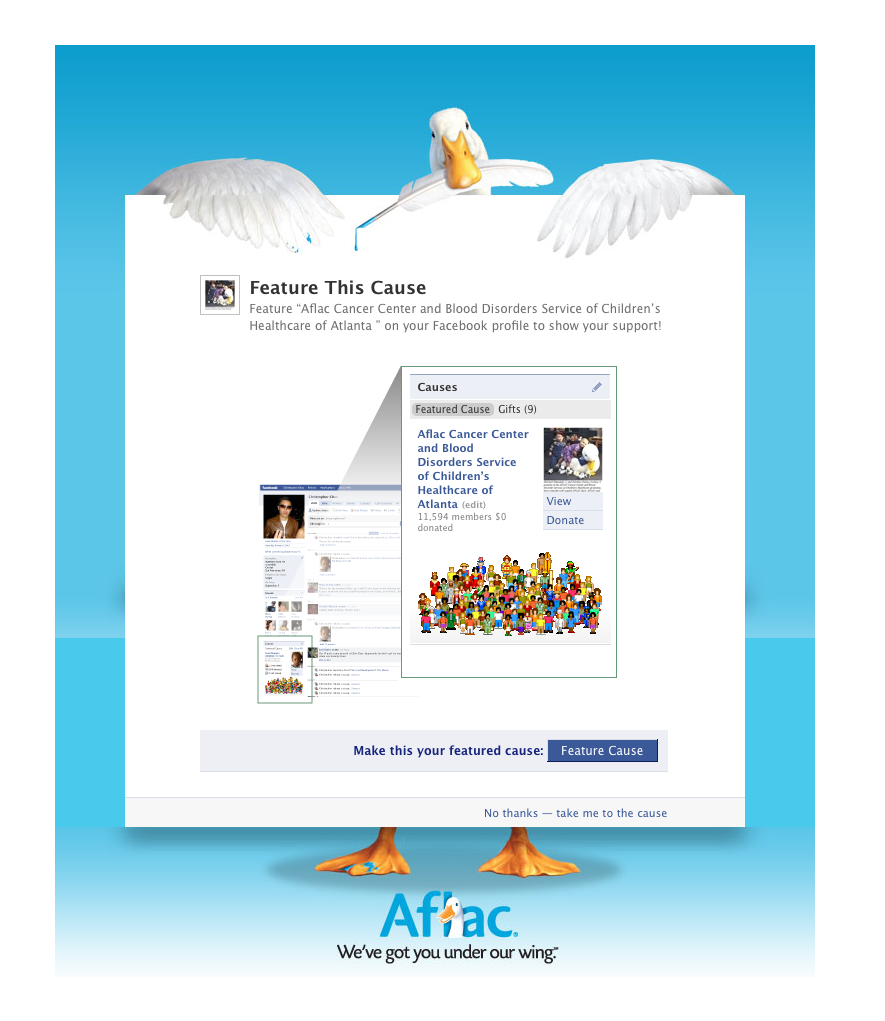 Feature This Cause
Feature “Aflac Cancer Center and Blood Disorders Service of Children’s
Healthcare of Atlanta ” on your Facebook profile to show your support!
Causes
Featured Cause Gifts (9)
Aflac Cancer Center
and Blood
Disorders Service
of Children’s
Healthcare of
Atlanta (edit)
11,594 members $0
donated
View
Donate
facebook
Make this your featured cause: Feature Cause
No thanks — take me to the cause
Aflac®
We’ve got you under our wing.℠